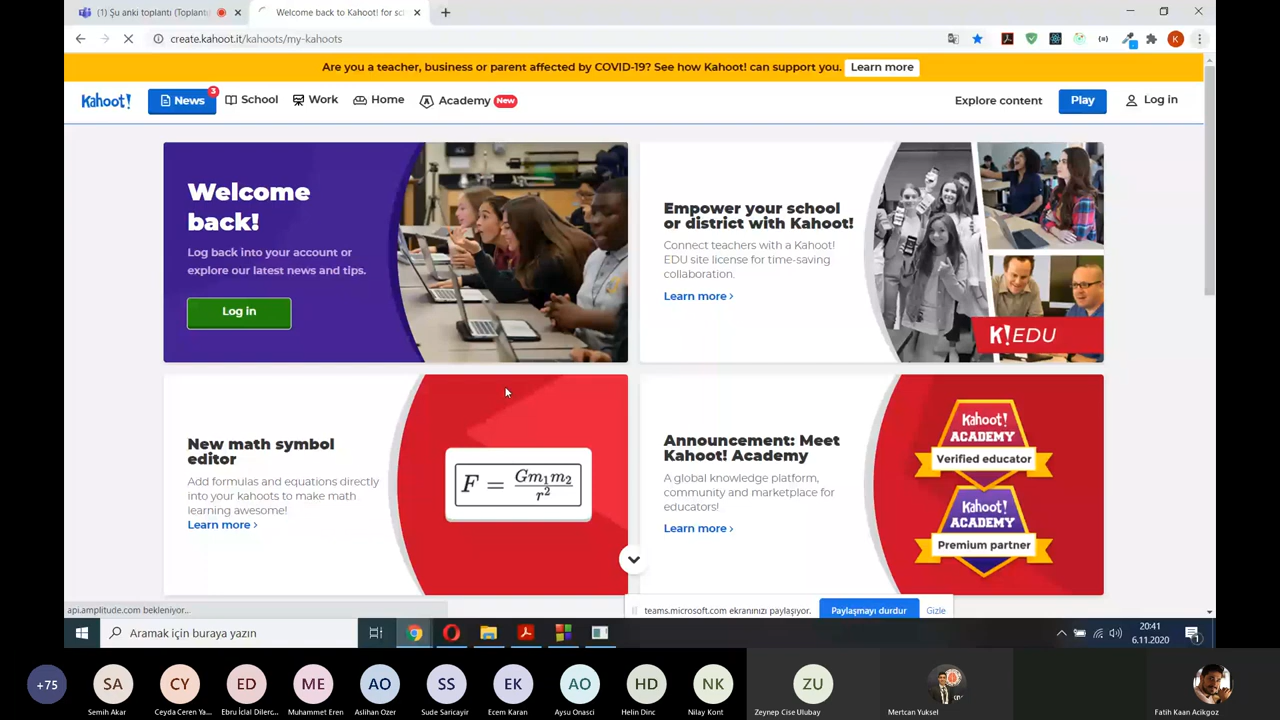 (1) Şu anki toplantı (Toplantı
Welcome back to Kahoot! for sc
create.kahoot.it/kahoots/my-kahoots
K
Are you a teacher, business or parent affected by COVID-19? See how Kahoot! can support you. Learn more
Kahoot! News 3 School Work Home Academy New Explore content Play Log in
Welcome
back!
Log back into your account or
explore our latest news and tips.
Log in
Empower your school
or district with Kahoot!
Connect teachers with a Kahoot!
EDU site license for time-saving
collaboration.
Learn more ›
K!EDU
New math symbol
editor
Add formulas and equations directly
into your kahoots to make math
learning awesome!
Learn more ›
F = Gm₁m₂
r²
Announcement: Meet
Kahoot! Academy
A global knowledge platform,
community and marketplace for
educators!
Learn more ›
Kahoot!
ACADEMY
Verified educator
Kahoot!
ACADEMY
Premium partner
api.amplitude.com bekleniyor...
teams.microsoft.com ekranınızı paylaşıyor. Paylaşmayı durdur Gizle
Aramak için buraya yazın
20:41
6.11.2020
1
+75 SA CY ED ME AO SS EK AO HD NK ZU
Semih Akar Ceyda Ceren Ya... Ebru İclal Dilerc... Muhammet Eren Aslihan Ozer Sude Saricayir Ecem Karan Aysu Onasci Helin Dinc Nilay Kont Zeynep Cise Ulubay Mertcan Yuksel Fatih Kaan Acikgoz